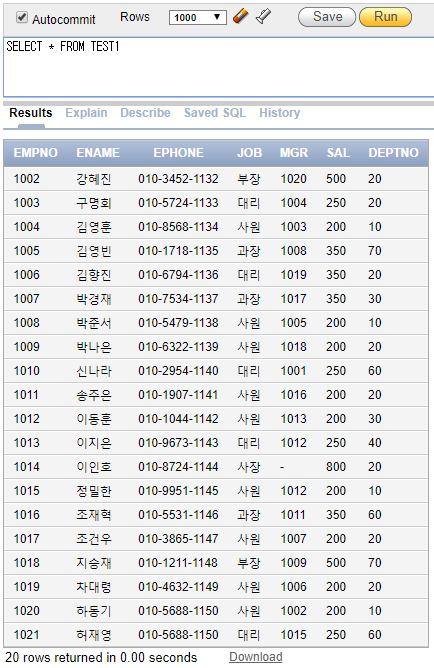 Autocommit Rows 1000 Save Run
SELECT * FROM TEST1
Results Explain Describe Saved SQL History
EMPNO ENAME EPHONE JOB MGR SAL DEPTNO
1002 강혜진 010-3452-1132 부장 1020 500 20
1003 구명회 010-5724-1133 대리 1004 250 20
1004 김영훈 010-8568-1134 사원 1003 200 10
1005 김영빈 010-1718-1135 과장 1008 350 70
1006 김향진 010-6794-1136 대리 1019 350 20
1007 박경재 010-7534-1137 과장 1017 350 30
1008 박준서 010-5479-1138 사원 1005 200 10
1009 박나은 010-6322-1139 사원 1018 200 20
1010 신나라 010-2954-1140 대리 1001 250 60
1011 송주은 010-1907-1141 사원 1016 200 20
1012 이동훈 010-1044-1142 사원 1013 200 30
1013 이지은 010-9673-1143 대리 1012 250 40
1014 이인호 010-8724-1144 사장 - 800 20
1015 정밀한 010-9951-1145 사원 1012 200 10
1016 조재혁 010-5531-1146 과장 1011 350 60
1017 조건우 010-3865-1147 사원 1007 200 20
1018 지승재 010-1211-1148 부장 1009 500 70
1019 차대령 010-4632-1149 사원 1006 200 20
1020 하동기 010-5688-1150 사원 1002 200 10
1021 허재영 010-5688-1150 대리 1015 250 60
20 rows returned in 0.00 seconds Download